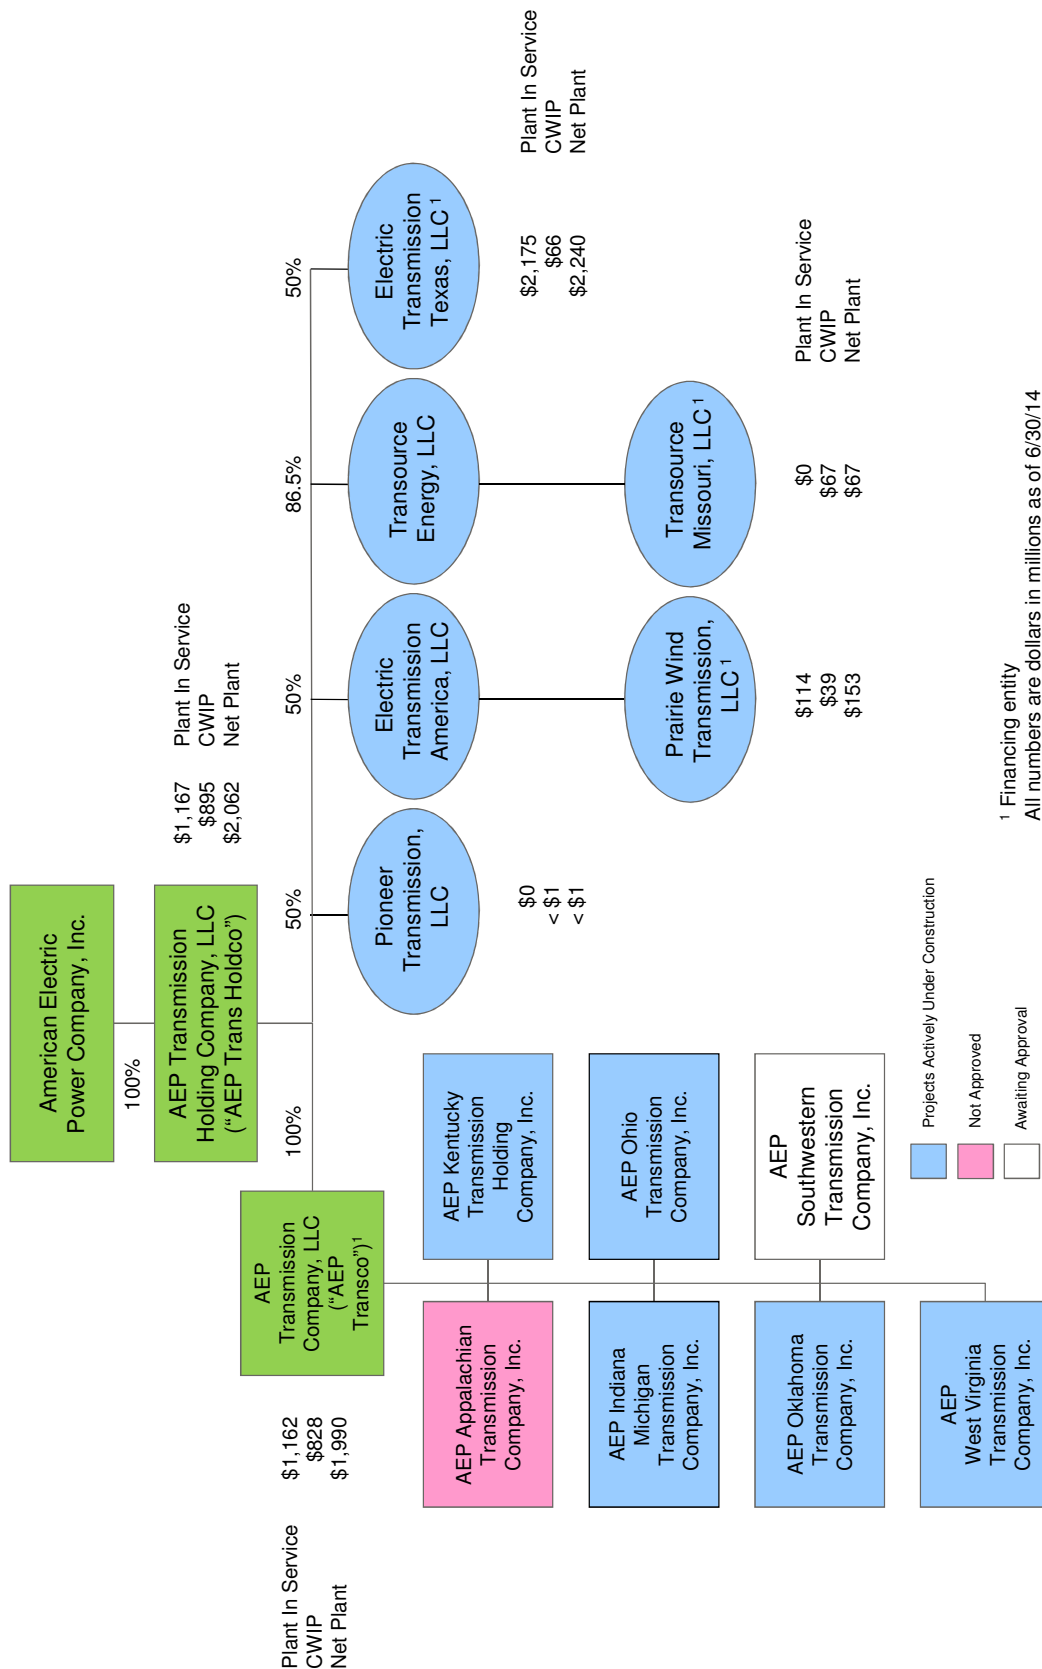 American Electric
Power Company, Inc.
100%
AEP Transmission
Holding Company, LLC
(“AEP Trans Holdco”)
$1,167 Plant In Service
$895 CWIP
$2,062 Net Plant
100%
50%
50%
86.5%
50%
AEP
Transmission
Company, LLC
(“AEP
Transco”)¹
Plant In Service $1,162
CWIP $828
Net Plant $1,990
Pioneer
Transmission,
LLC
Electric
Transmission
America, LLC
Transource
Energy, LLC
Electric
Transmission
Texas, LLC ¹
$0
< $1
< $1
$2,175 Plant In Service
$66 CWIP
$2,240 Net Plant
AEP Appalachian
Transmission
Company, Inc.
AEP Kentucky
Transmission
Holding
Company, Inc.
AEP Indiana
Michigan
Transmission
Company, Inc.
AEP Ohio
Transmission
Company, Inc.
Prairie Wind
Transmission,
LLC ¹
Transource
Missouri, LLC ¹
AEP Oklahoma
Transmission
Company, Inc.
AEP
Southwestern
Transmission
Company, Inc.
$114
$39
$153
$0 Plant In Service
$67 CWIP
$67 Net Plant
AEP
West Virginia
Transmission
Company, Inc.
Projects Actively Under Construction
Not Approved
Awaiting Approval
¹ Financing entity
All numbers are dollars in millions as of 6/30/14